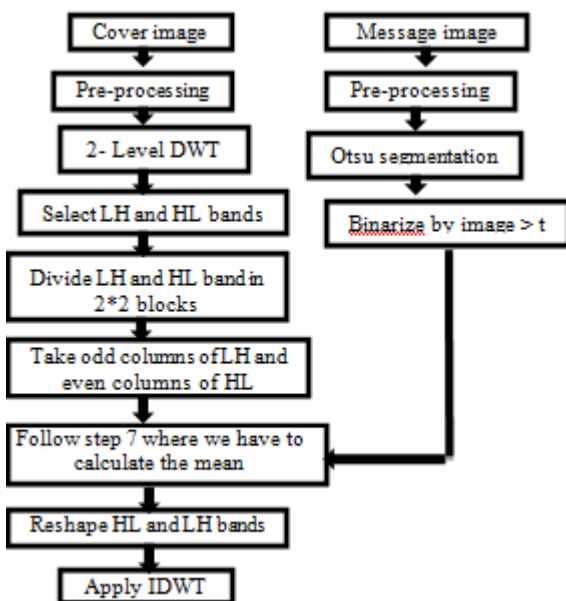 Cover image
Pre-processing
2- Level DWT
Select LH and HL bands
Divide LH and HL band in
2*2 blocks
Take odd columns of LH and
even columns of HL
Follow step 7 where we have to
calculate the mean
Reshape HL and LH bands
Apply IDWT
Message image
Pre-processing
Otsu segmentation
Binarize by image > t